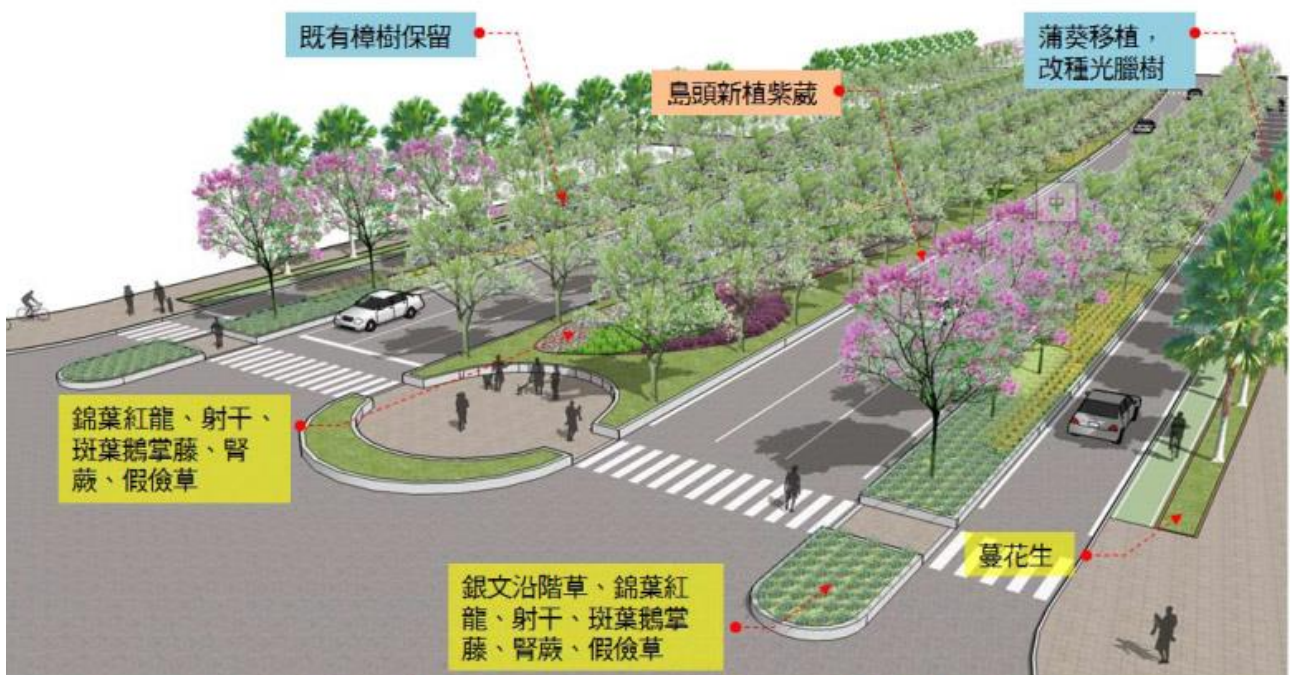 既有樟樹保留
島頭新植紫葳
蒲葵移植，
改種光臘樹
錦葉紅龍、射干、
斑葉鵝掌藤、腎
蕨、假儉草
銀文沿階草、錦葉紅
龍、射干、斑葉鵝掌
藤、腎蕨、假儉草
蔓花生
中